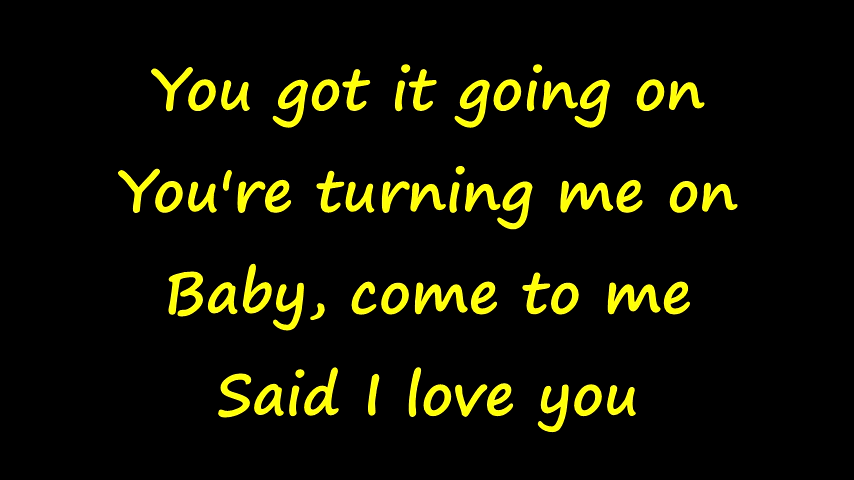 You got it going on
You're turning me on
Baby, come to me
Said I love you